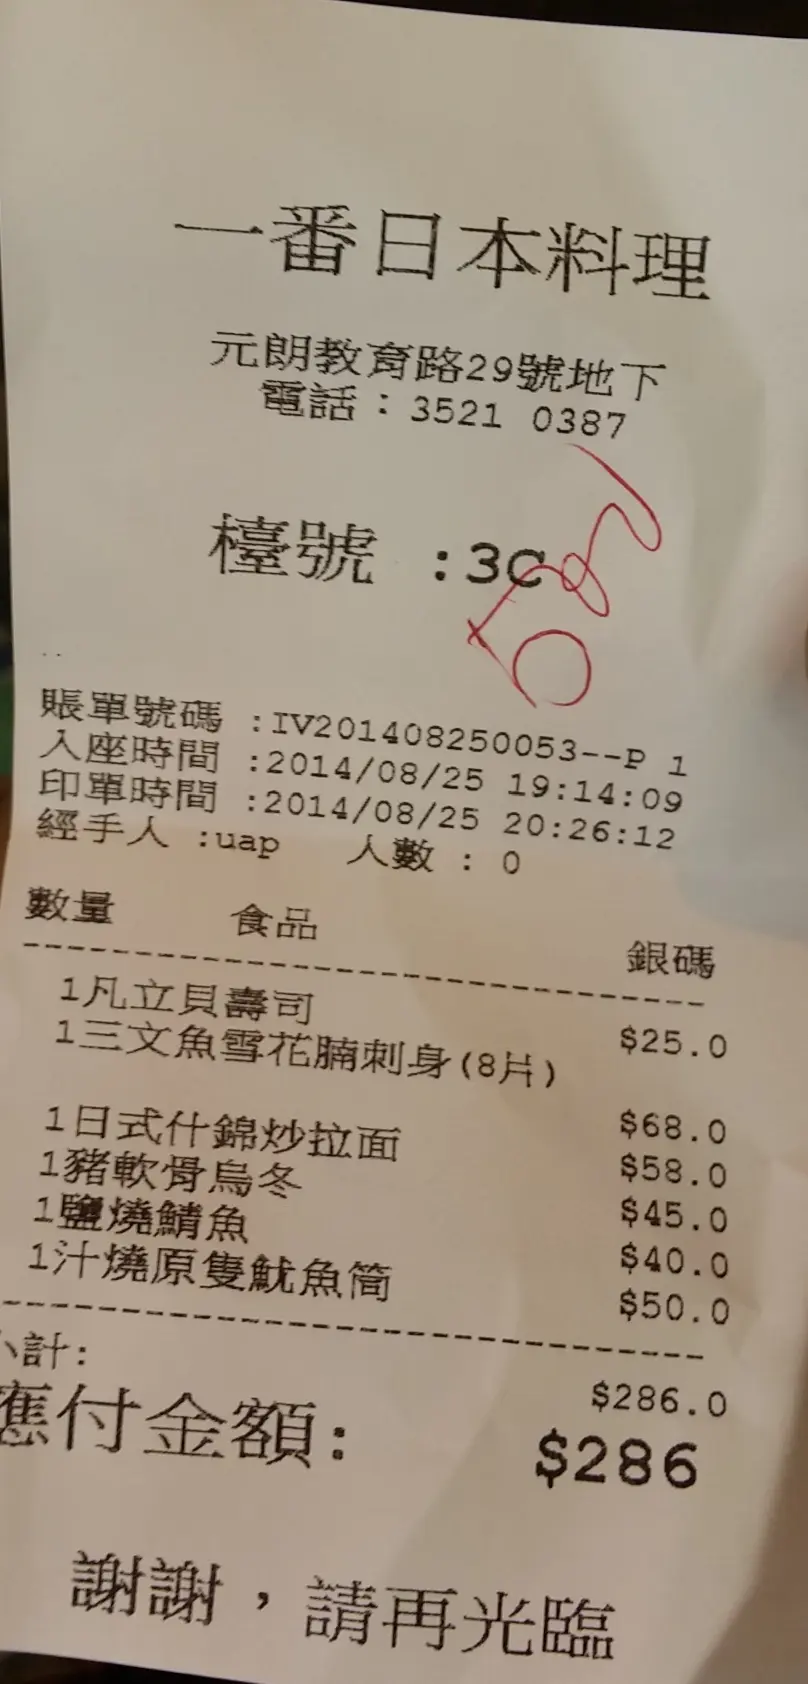 一番日本料理
元朗教育路29號地下
電話：3521 0387
檯號 :3C
賬單號碼 :IV201408250053--P 1
入座時間 :2014/08/25 19:14:09
印單時間 :2014/08/25 20:26:12
經手人 :uap 人數 : 0
數量 食品 銀碼
1凡立貝壽司 $25.0
1三文魚雪花腩刺身(8片) $68.0
1日式什錦炒拉面 $58.0
1豬軟骨烏冬 $45.0
1鹽燒鯖魚 $40.0
1汁燒原隻魷魚筒 $50.0
小計: $286.0
應付金額: $286
謝謝，請再光臨